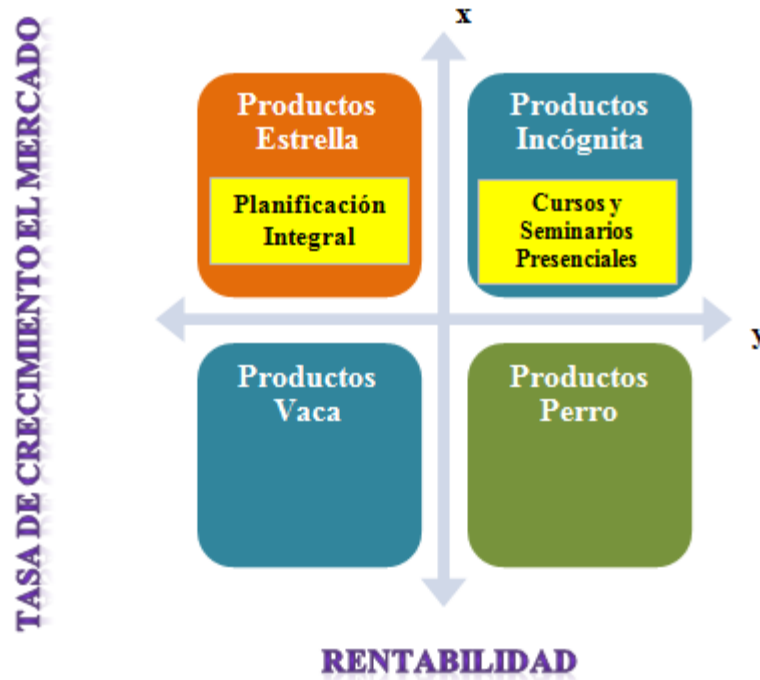 x
TASA DE CRECIMIENTO EL MERCADO
Productos
Estrella
Planificación
Integral
Productos
Incógnita
Cursos y
Seminarios
Presenciales
y
Productos
Vaca
Productos
Perro
RENTABILIDAD